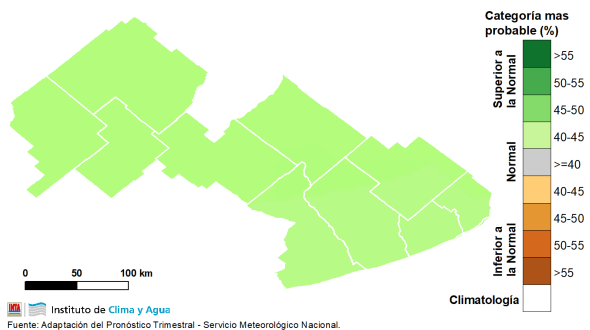 Categoría mas
probable (%)
Superior a
la Normal
>55
50-55
45-50
40-45
Normal
>=40
Inferior a
la Normal
40-45
45-50
50-55
>55
Climatología
0 50 100 km
INTA
Instituto de Clima y Agua
Fuente: Adaptación del Pronóstico Trimestral - Servicio Meteorológico Nacional.